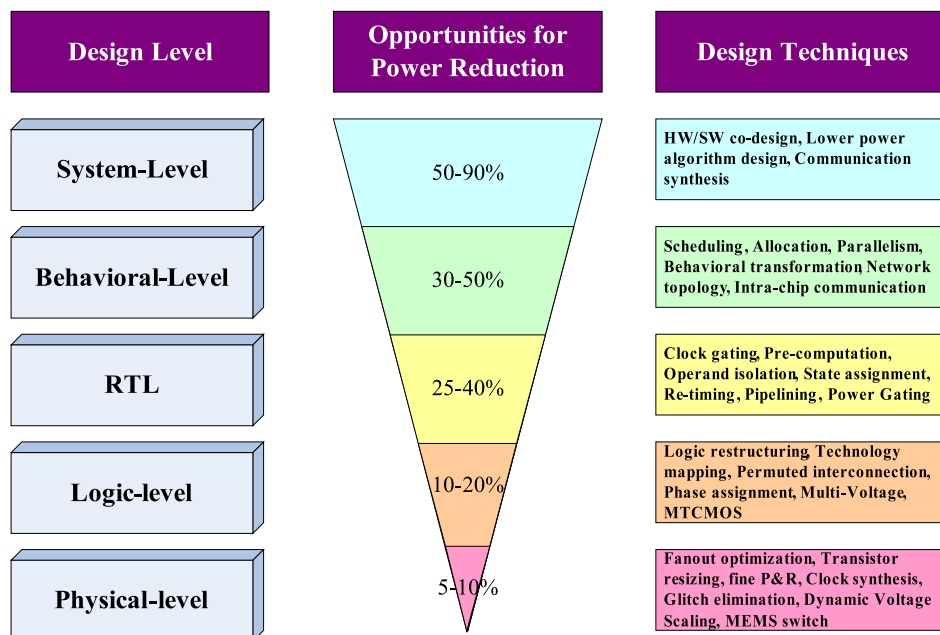 Design Level
Opportunities for
Power Reduction
Design Techniques
System-Level
50-90%
HW/SW co-design, Lower power
algorithm design, Communication
synthesis
Behavioral-Level
30-50%
Scheduling, Allocation, Parallelism,
Behavioral transformation, Network
topology, Intra-chip communication
RTL
25-40%
Clock gating, Pre-computation,
Operand isolation, State assignment,
Re-timing, Pipelining, Power Gating
Logic-level
10-20%
Logic restructuring, Technology
mapping, Permuted interconnection,
Phase assignment, Multi-Voltage,
MTCMOS
Physical-level
5-10%
Fanout optimization, Transistor
resizing, fine P&R, Clock synthesis,
Glitch elimination, Dynamic Voltage
Scaling, MEMS switch